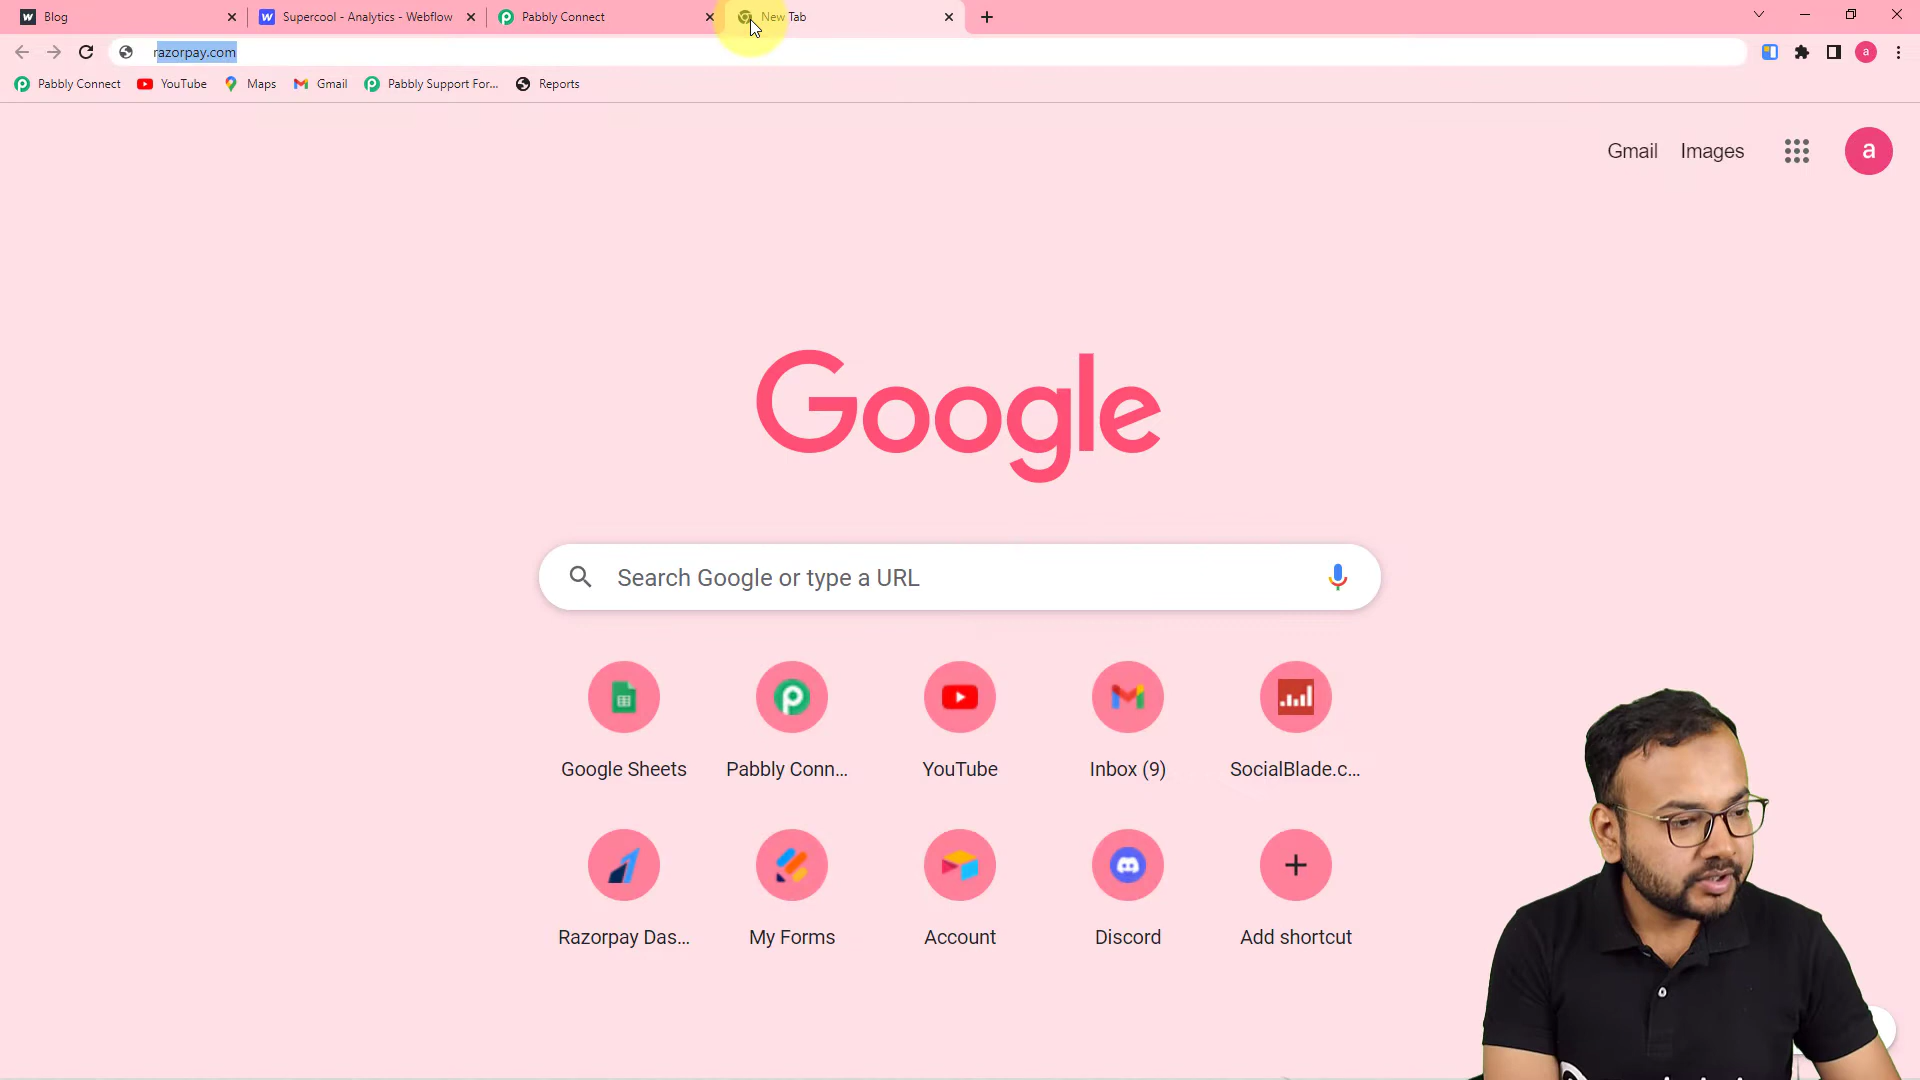 Blog
Supercool - Analytics - Webflow
Pabbly Connect
New Tab
razorpay.com
a
Pabbly Connect
YouTube
Maps
Gmail
Pabbly Support For...
Reports
Gmail
Images
a
Google
Search Google or type a URL
Google Sheets
Pabbly Conn...
YouTube
Inbox (9)
SocialBlade.c...
Razorpay Das...
My Forms
Account
Discord
Add shortcut